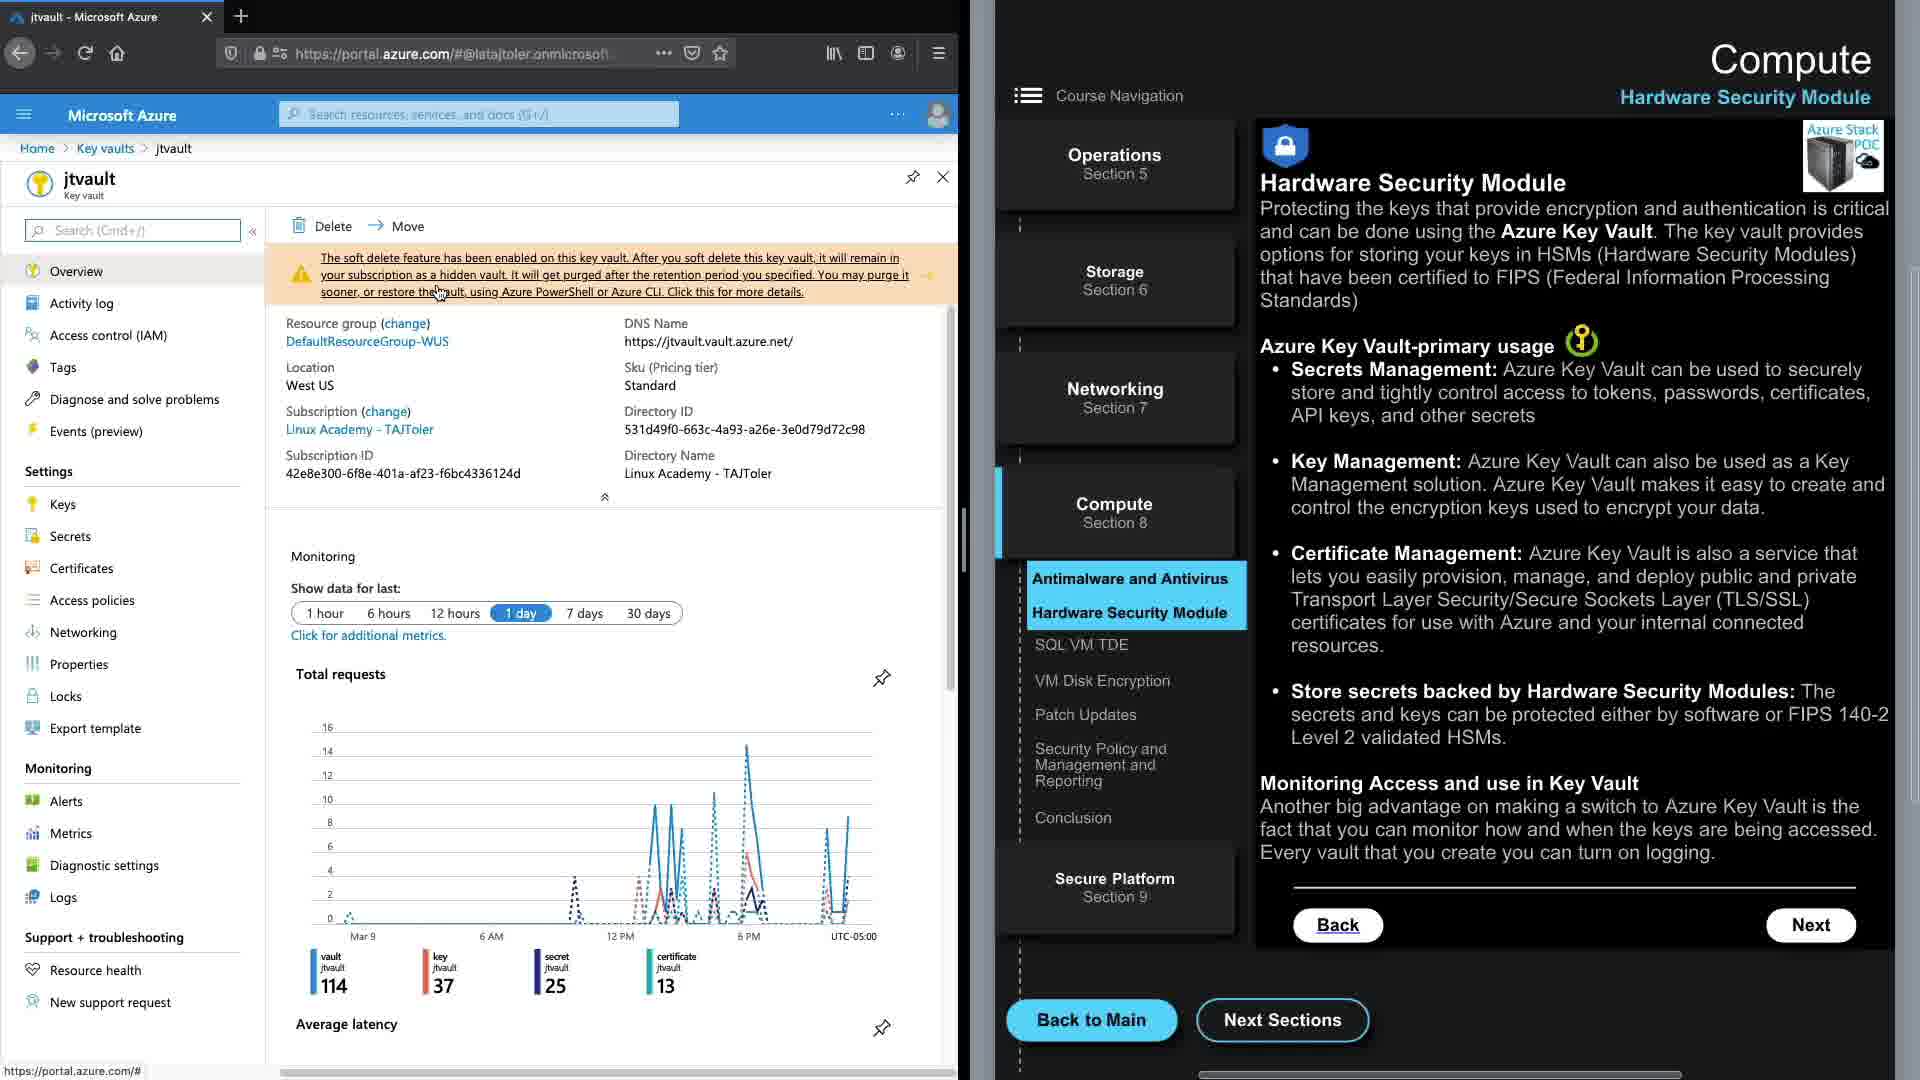 jtvault - Microsoft Azure
https://portal.azure.com/#@latajtoler.onmicrosoft
Microsoft Azure
Search resources, services, and docs (G+/)
Home > Key vaults > jtvault
jtvault
Key vault
Search (Cmd+/)
Overview
Activity log
Access control (IAM)
Tags
Diagnose and solve problems
Events (preview)
Settings
Keys
Secrets
Certificates
Access policies
Networking
Properties
Locks
Export template
Monitoring
Alerts
Metrics
Diagnostic settings
Logs
Support + troubleshooting
Resource health
New support request
https://portal.azure.com/#
Delete
Move
The soft delete feature has been enabled on this key vault. After you soft delete this key vault, it will remain in
your subscription as a hidden vault. It will get purged after the retention period you specified. You may purge it
sooner, or restore the vault, using Azure PowerShell or Azure CLI. Click this for more details.
Resource group (change)
DefaultResourceGroup-WUS
Location
West US
Subscription (change)
Linux Academy - TAJToler
Subscription ID
42e8e300-6f8e-401a-af23-f6bc4336124d
DNS Name
https://jtvault.vault.azure.net/
Sku (Pricing tier)
Standard
Directory ID
531d49f0-663c-4a93-a26e-3e0d79d72c98
Directory Name
Linux Academy - TAJToler
Monitoring
Show data for last:
1 hour 6 hours 12 hours 1 day 7 days 30 days
Click for additional metrics.
Total requests
16
14
12
10
8
6
4
2
0
Mar 9 6 AM 12 PM 6 PM UTC-05:00
vault
jtvault
114
key
jtvault
37
secret
jtvault
25
certificate
jtvault
13
Average latency
Compute
Hardware Security Module
Course Navigation
Operations
Section 5
Storage
Section 6
Networking
Section 7
Compute
Section 8
Antimalware and Antivirus
Hardware Security Module
SQL VM TDE
VM Disk Encryption
Patch Updates
Security Policy and
Management and
Reporting
Conclusion
Secure Platform
Section 9
Back to Main
Next Sections
Azure Stack
POC
Hardware Security Module
Protecting the keys that provide encryption and authentication is critical
and can be done using the Azure Key Vault. The key vault provides
options for storing your keys in HSMs (Hardware Security Modules)
that have been certified to FIPS (Federal Information Processing
Standards)
Azure Key Vault-primary usage
• Secrets Management: Azure Key Vault can be used to securely
store and tightly control access to tokens, passwords, certificates,
API keys, and other secrets
• Key Management: Azure Key Vault can also be used as a Key
Management solution. Azure Key Vault makes it easy to create and
control the encryption keys used to encrypt your data.
• Certificate Management: Azure Key Vault is also a service that
lets you easily provision, manage, and deploy public and private
Transport Layer Security/Secure Sockets Layer (TLS/SSL)
certificates for use with Azure and your internal connected
resources.
• Store secrets backed by Hardware Security Modules: The
secrets and keys can be protected either by software or FIPS 140-2
Level 2 validated HSMs.
Monitoring Access and use in Key Vault
Another big advantage on making a switch to Azure Key Vault is the
fact that you can monitor how and when the keys are being accessed.
Every vault that you create you can turn on logging.
Back
Next